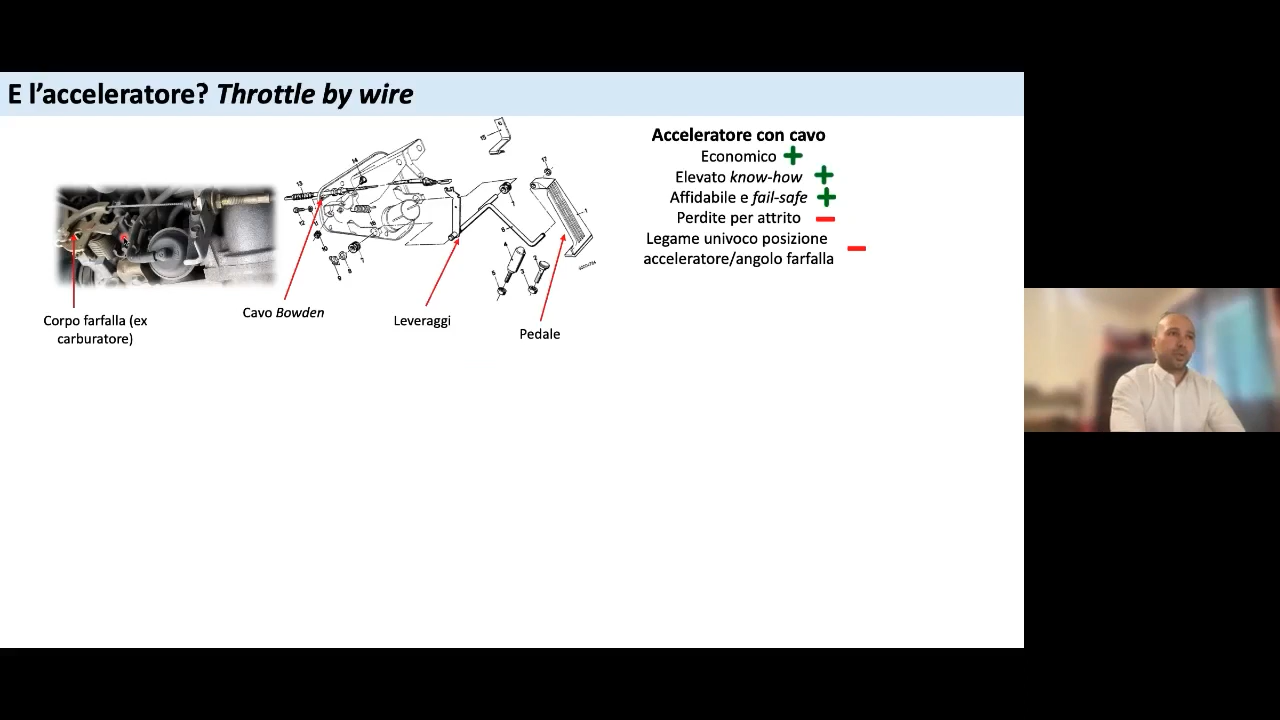 E l’acceleratore? Throttle by wire
Acceleratore con cavo
Economico
Elevato know-how
Affidabile e fail-safe
Perdite per attrito
Legame univoco posizione
acceleratore/angolo farfalla
Corpo farfalla (ex
carburatore)
Cavo Bowden
Leveraggi
Pedale